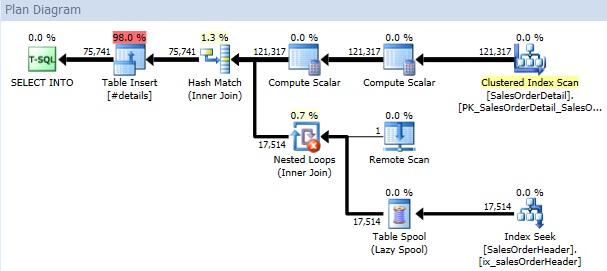 Plan Diagram
0.0 % 98.0 % 1.3 % 0.0 % 0.0 % 0.0 %
T-SQL 75,741 75,741 121,317 121,317 121,317
SELECT INTO Table Insert Hash Match Compute Scalar Compute Scalar Clustered Index Scan
[#details] (Inner Join) [SalesOrderDetail].
[PK_SalesOrderDetail_SalesO...
0.7 % 0.0 %
17,514 1
Nested Loops Remote Scan
(Inner Join)
0.0 % 0.0 %
17,514 17,514
Table Spool Index Seek
(Lazy Spool) [SalesOrderHeader].
[ix_salesOrderHeader]